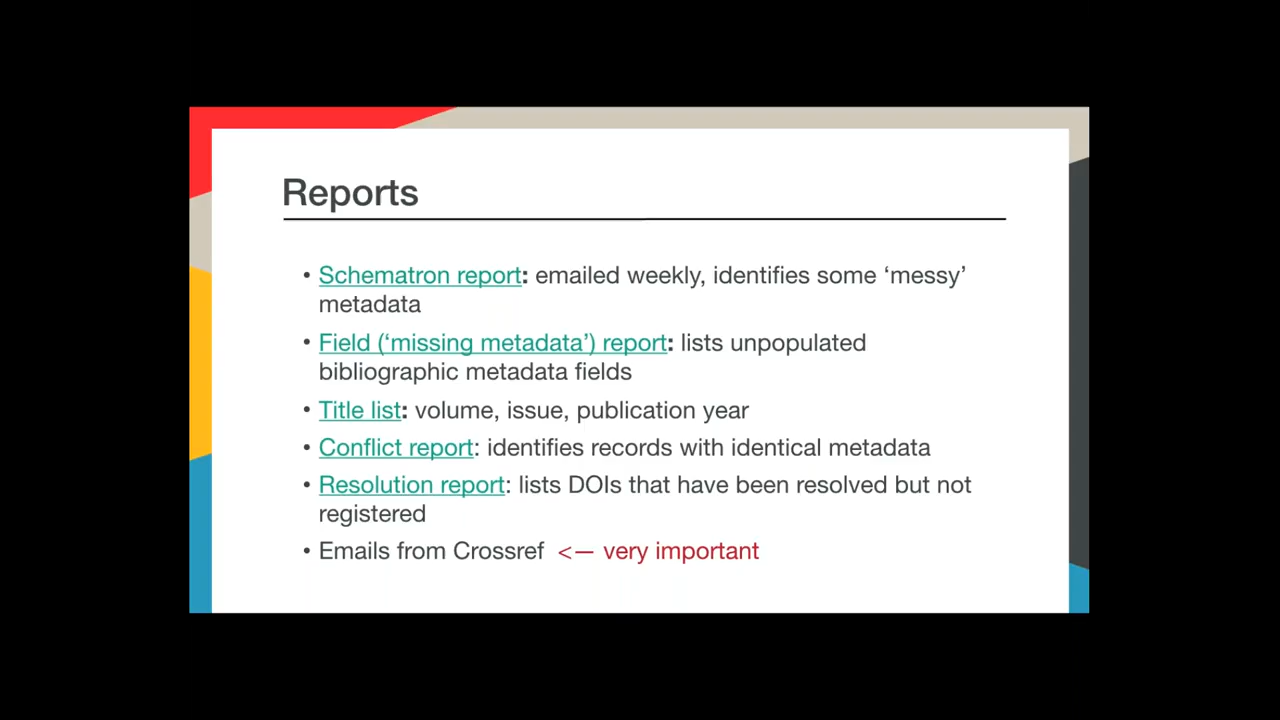 Reports
• Schematron report: emailed weekly, identifies some ‘messy’
metadata
• Field (‘missing metadata’) report: lists unpopulated
bibliographic metadata fields
• Title list: volume, issue, publication year
• Conflict report: identifies records with identical metadata
• Resolution report: lists DOIs that have been resolved but not
registered
• Emails from Crossref <— very important